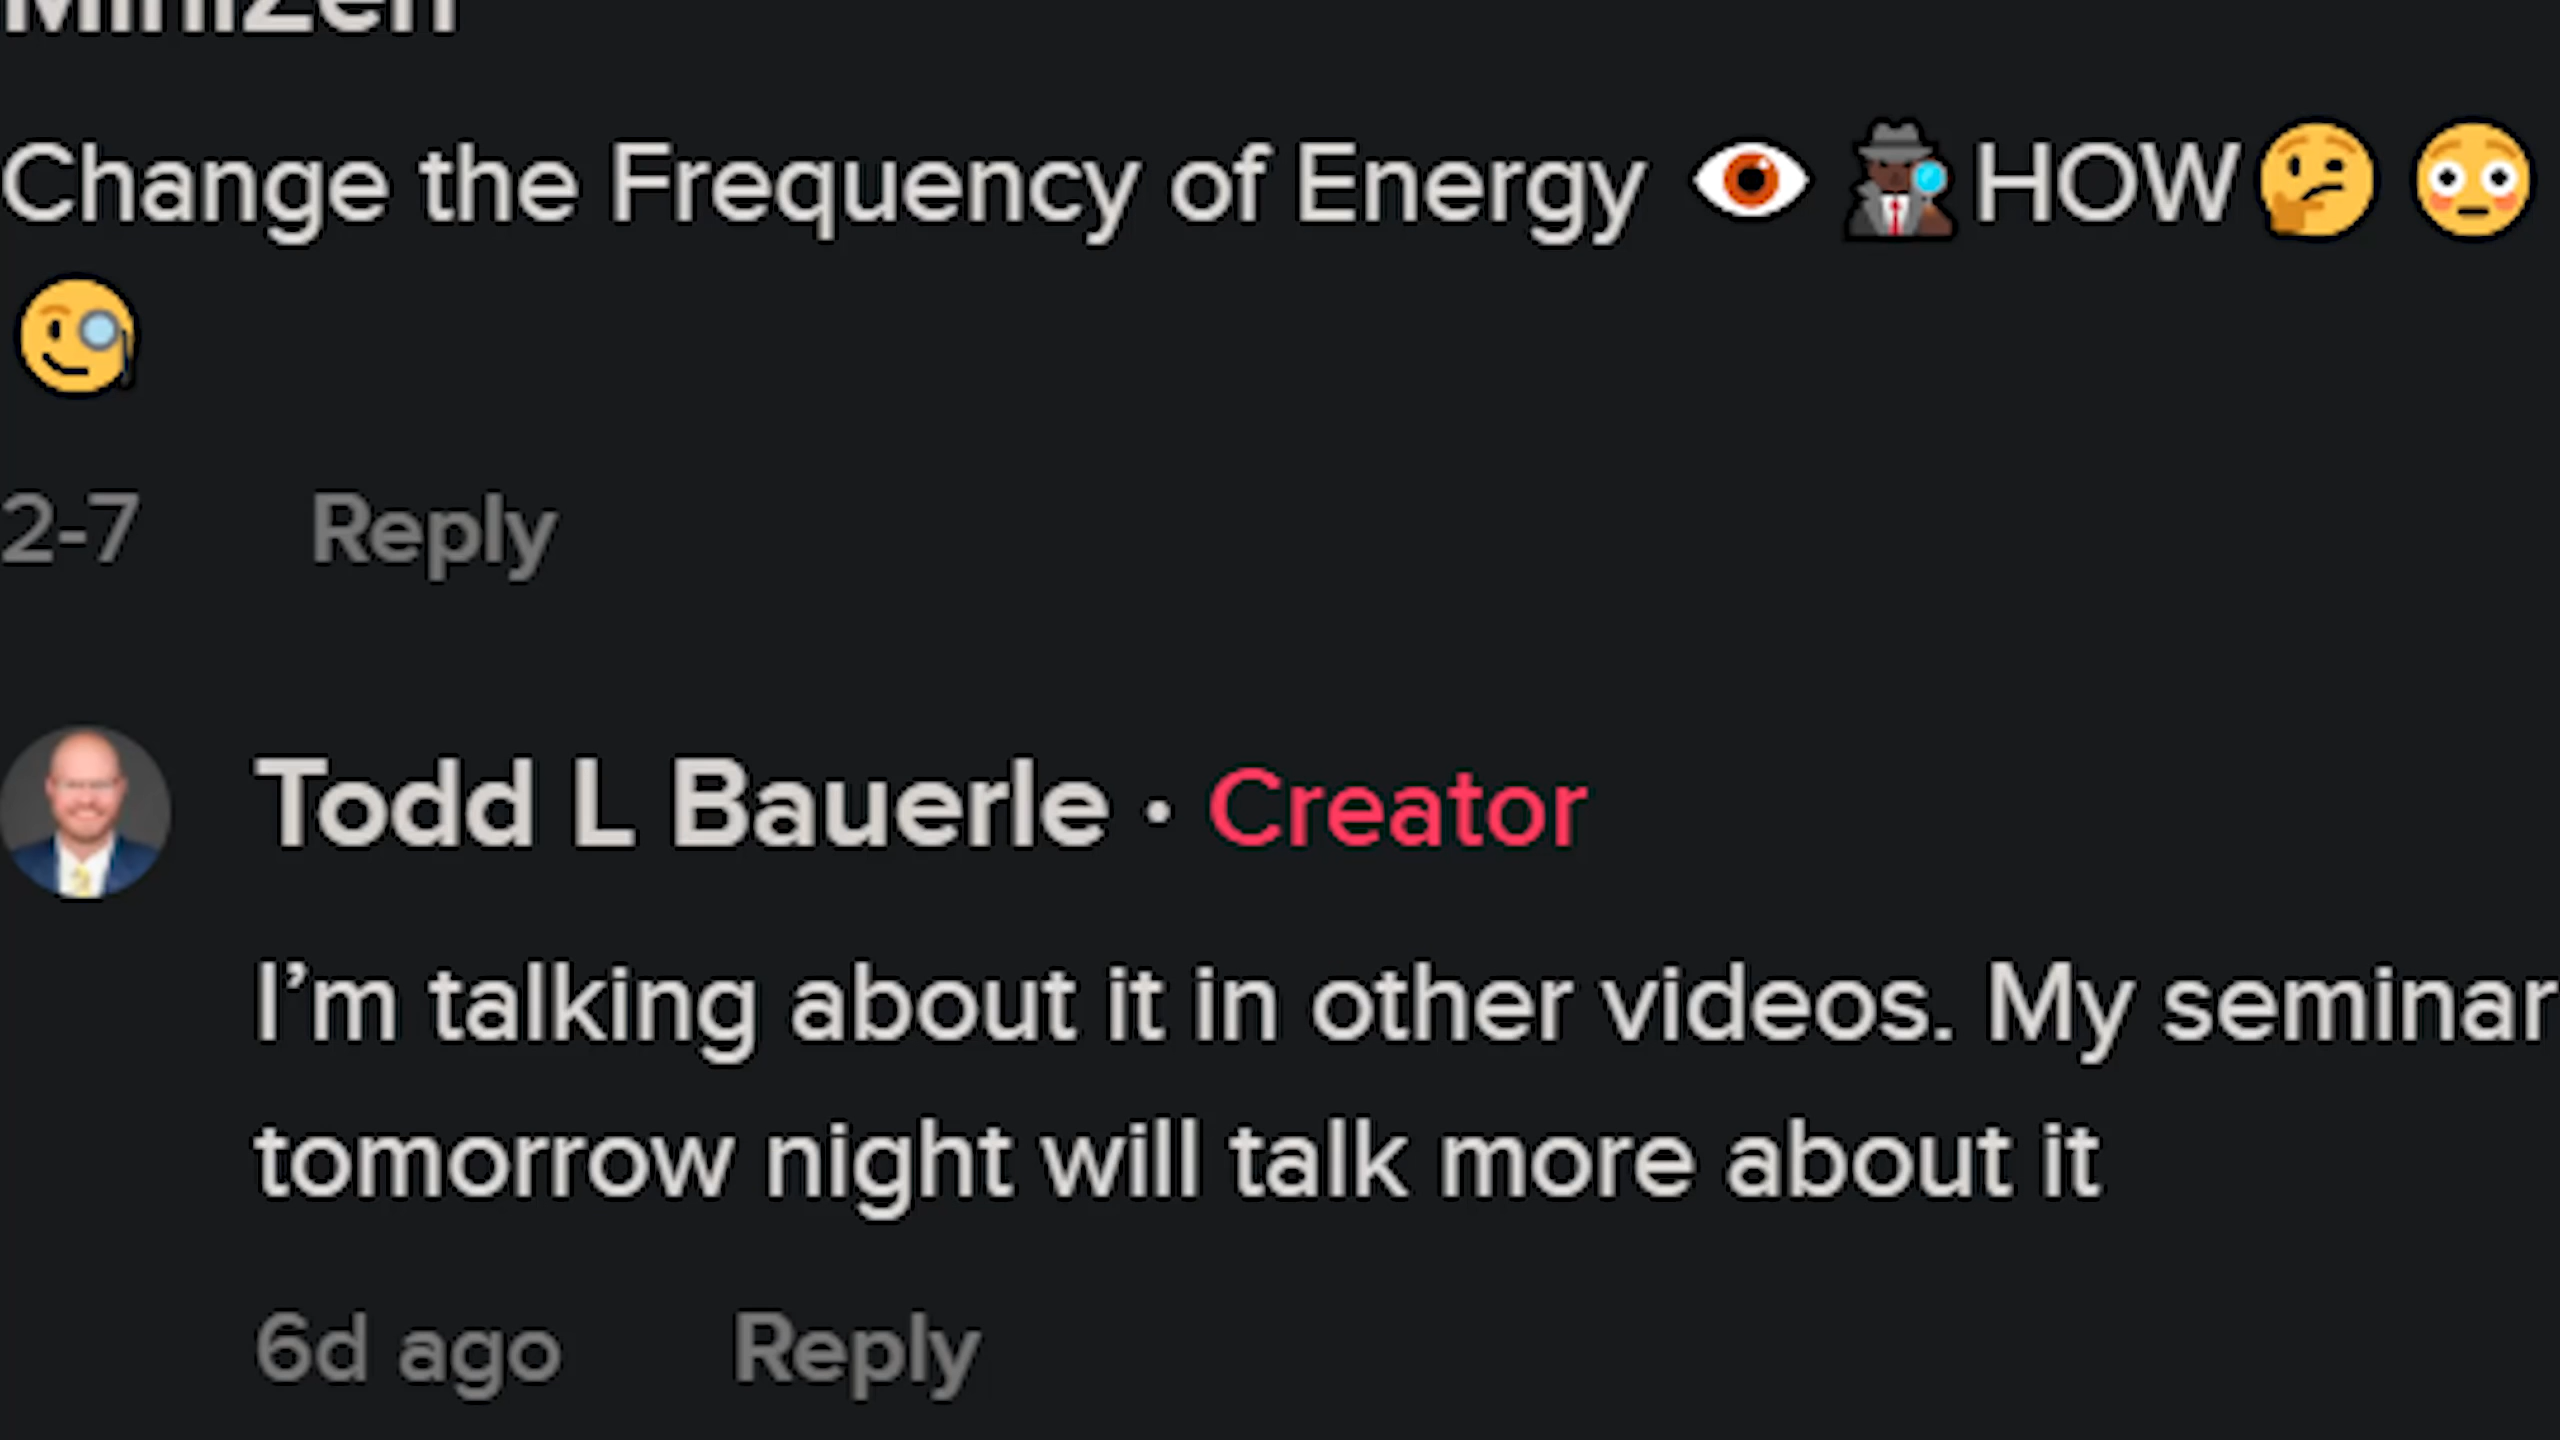 MiniZen
Change the Frequency of Energy 👁️ 🕵🏿HOW🤔 😳
🧐
2-7 Reply
Todd L Bauerle · Creator
I’m talking about it in other videos. My seminar
tomorrow night will talk more about it
6d ago Reply